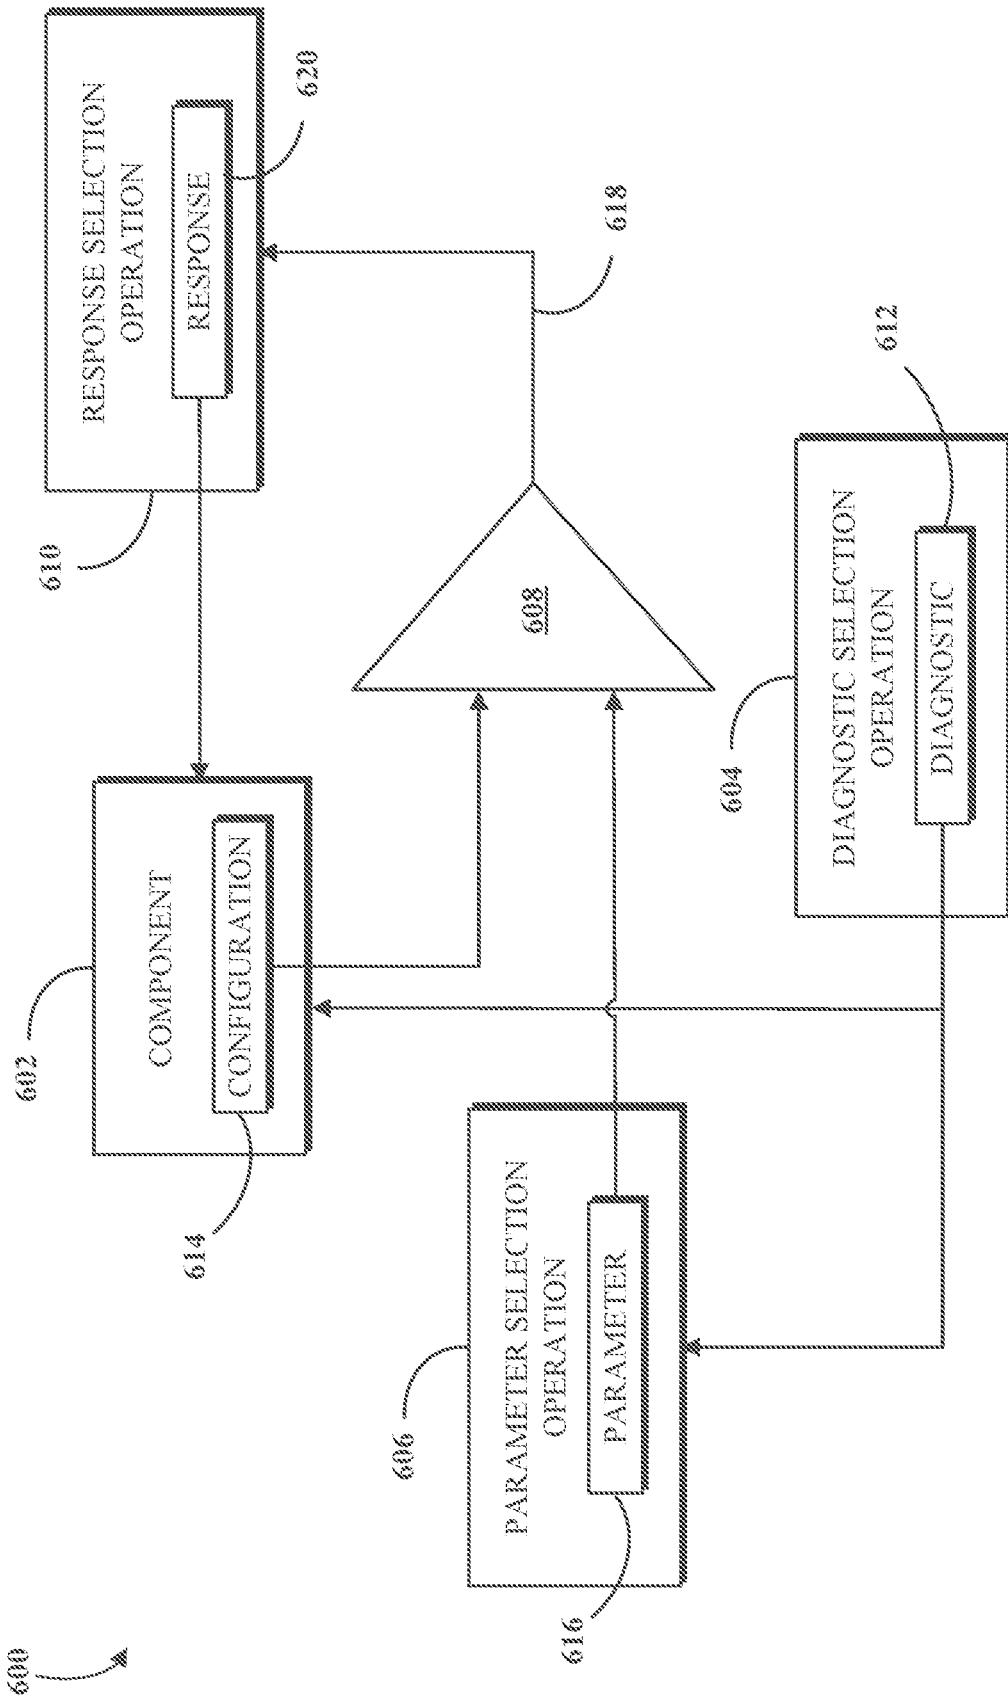 600
602
COMPONENT
CONFIGURATION
614
610
RESPONSE SELECTION
OPERATION
RESPONSE
620
606
PARAMETER SELECTION
OPERATION
PARAMETER
616
608
618
604
DIAGNOSTIC SELECTION
OPERATION
DIAGNOSTIC
612